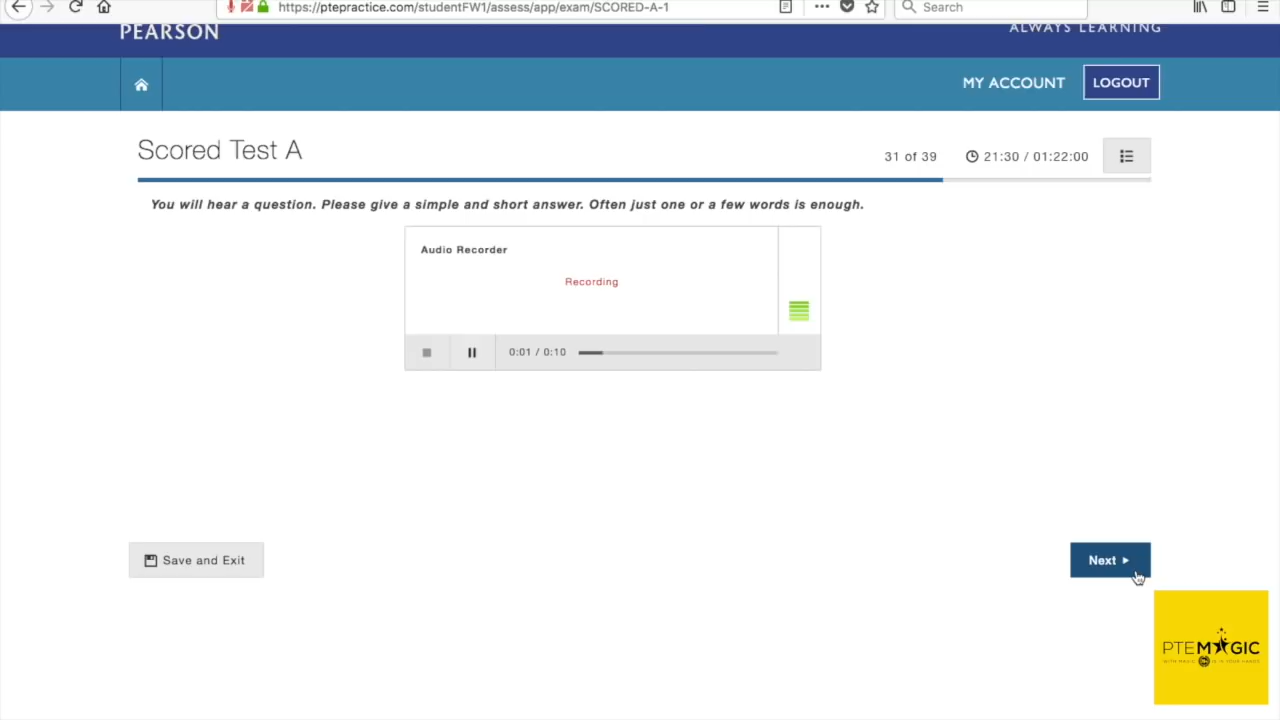 https://ptepractice.com/studentFW1/assess/app/exam/SCORED-A-1
Search
PEARSON
ALWAYS LEARNING
MY ACCOUNT
LOGOUT
Scored Test A
31 of 39
21:30 / 01:22:00
You will hear a question. Please give a simple and short answer. Often just one or a few words is enough.
Audio Recorder
Recording
0:01 / 0:10
Save and Exit
Next
PTEMAGIC